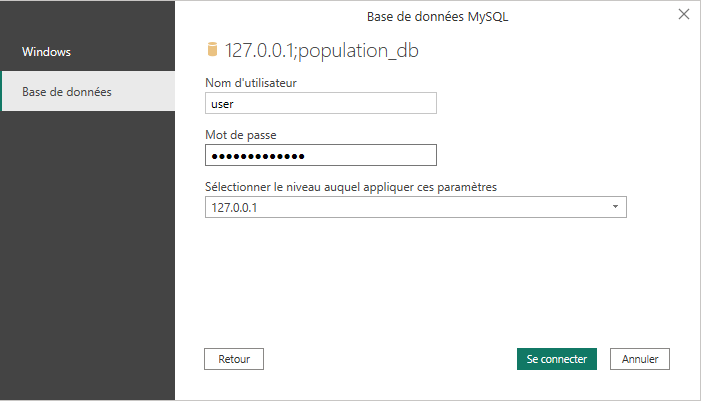 Base de données MySQL
Windows
Base de données
127.0.0.1;population_db
Nom d'utilisateur
user
Mot de passe
●●●●●●●●●●●●●
Sélectionner le niveau auquel appliquer ces paramètres
127.0.0.1
Retour
Se connecter
Annuler